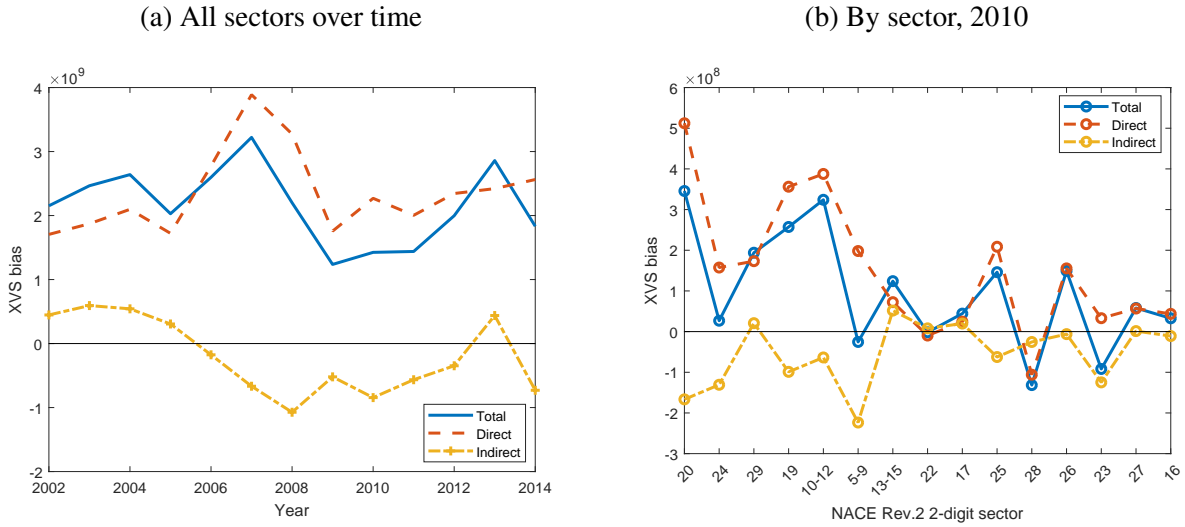 (a) All sectors over time
×10^9
4
3
2
1
0
-1
-2
XVS bias
2002 2004 2006 2008 2010 2012 2014
Year
Total
Direct
Indirect
(b) By sector, 2010
×10^8
6
5
4
3
2
1
0
-1
-2
-3
XVS bias
20 24 29 19 10-12 5-9 13-15 22 17 25 28 26 23 27 16
NACE Rev.2 2-digit sector
Total
Direct
Indirect